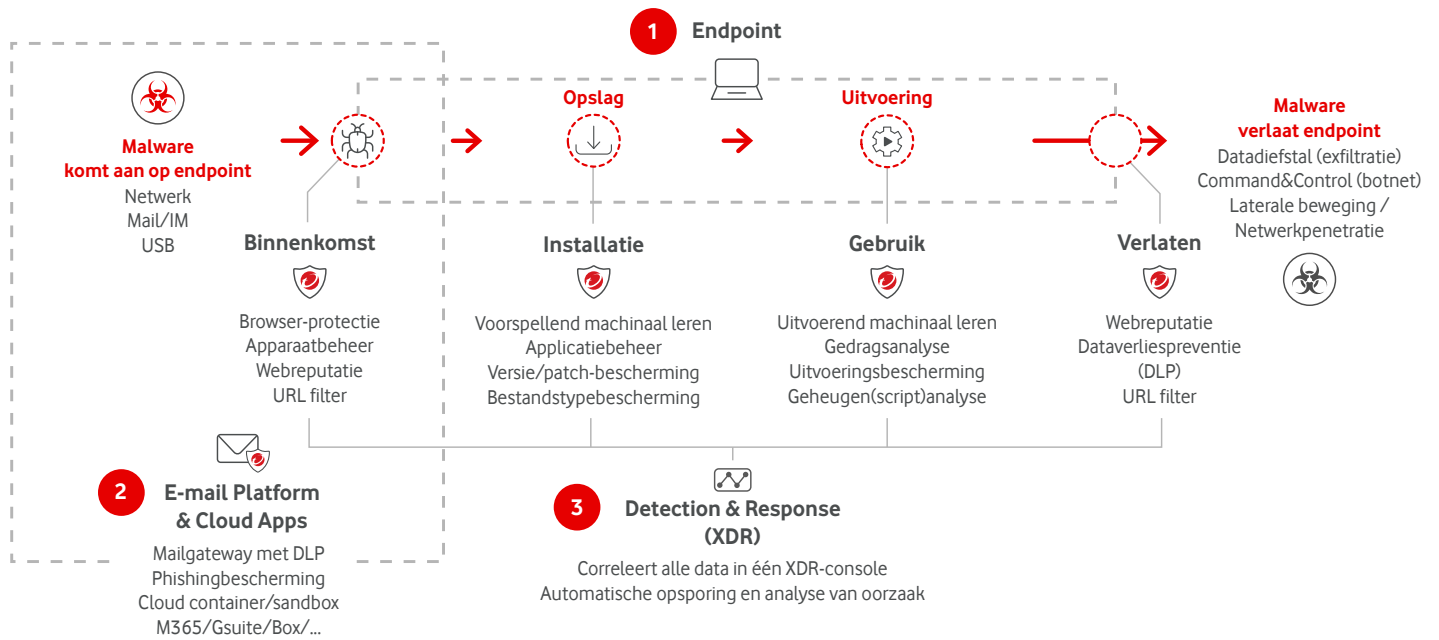 1
Endpoint
Malware
komt aan op endpoint
Netwerk
Mail/IM
USB
Opslag
Uitvoering
Malware
verlaat endpoint
Datadiefstal (exfiltratie)
Command&Control (botnet)
Laterale beweging /
Netwerkpenetratie
Binnenkomst
Browser-protectie
Apparaatbeheer
Webreputatie
URL filter
Installatie
Voorspellend machinaal leren
Applicatiebeheer
Versie/patch-bescherming
Bestandstypebescherming
Gebruik
Uitvoerend machinaal leren
Gedragsanalyse
Uitvoeringsbescherming
Geheugen(script)analyse
Verlaten
Webreputatie
Dataverliespreventie
(DLP)
URL filter
2
E-mail Platform
& Cloud Apps
Mailgateway met DLP
Phishingbescherming
Cloud container/sandbox
M365/Gsuite/Box/...
3
Detection & Response
(XDR)
Correleert alle data in één XDR-console
Automatische opsporing en analyse van oorzaak